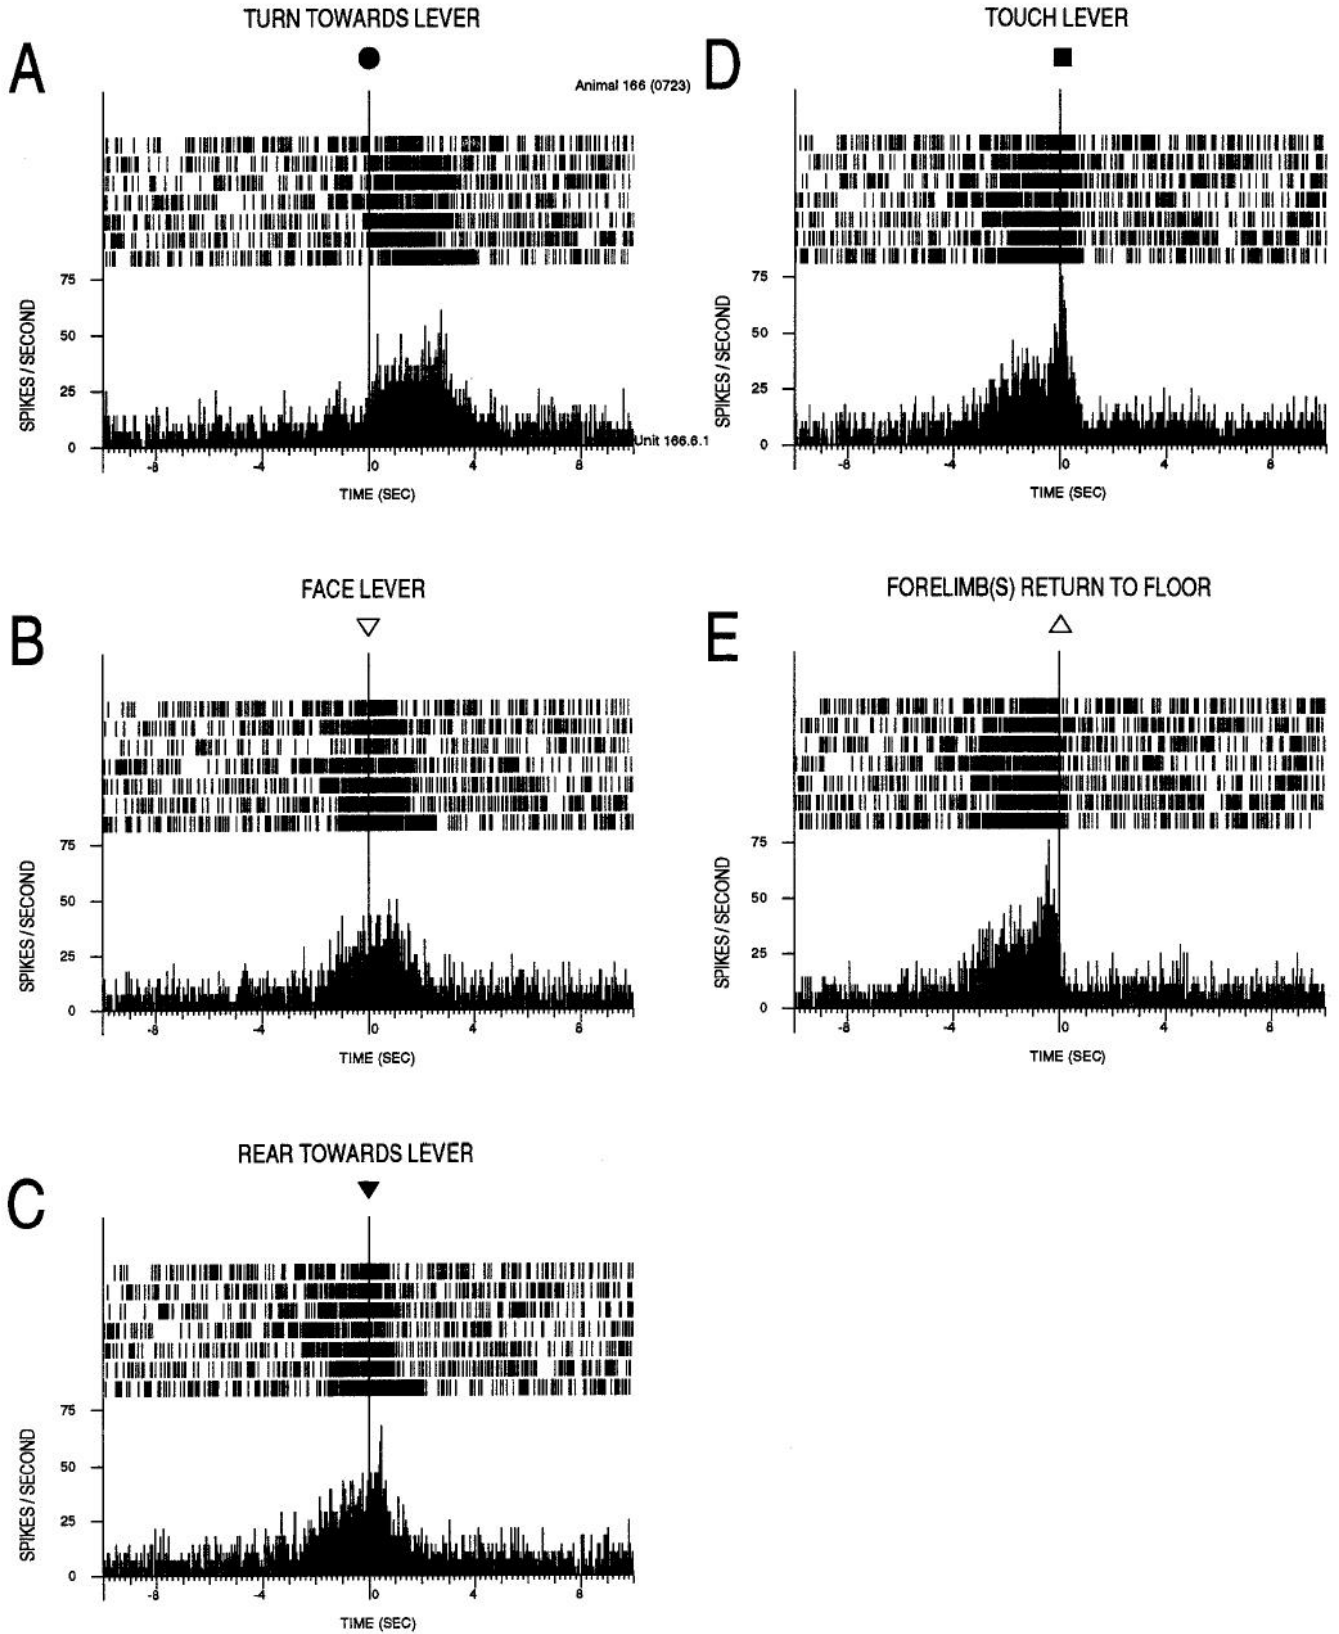 TURN TOWARDS LEVER
A
Animal 166 (0723)
75
50
25
0
SPIKES / SECOND
-8 -4 0 4 8
Unit 166.6.1
TIME (SEC)
TOUCH LEVER
D
75
50
25
0
SPIKES / SECOND
-8 -4 0 4 8
TIME (SEC)
FACE LEVER
B
75
50
25
0
SPIKES / SECOND
-8 -4 0 4 8
TIME (SEC)
FORELIMB(S) RETURN TO FLOOR
E
75
50
25
0
SPIKES / SECOND
-8 -4 0 4 8
TIME (SEC)
REAR TOWARDS LEVER
C
75
50
25
0
SPIKES / SECOND
-8 -4 0 4 8
TIME (SEC)